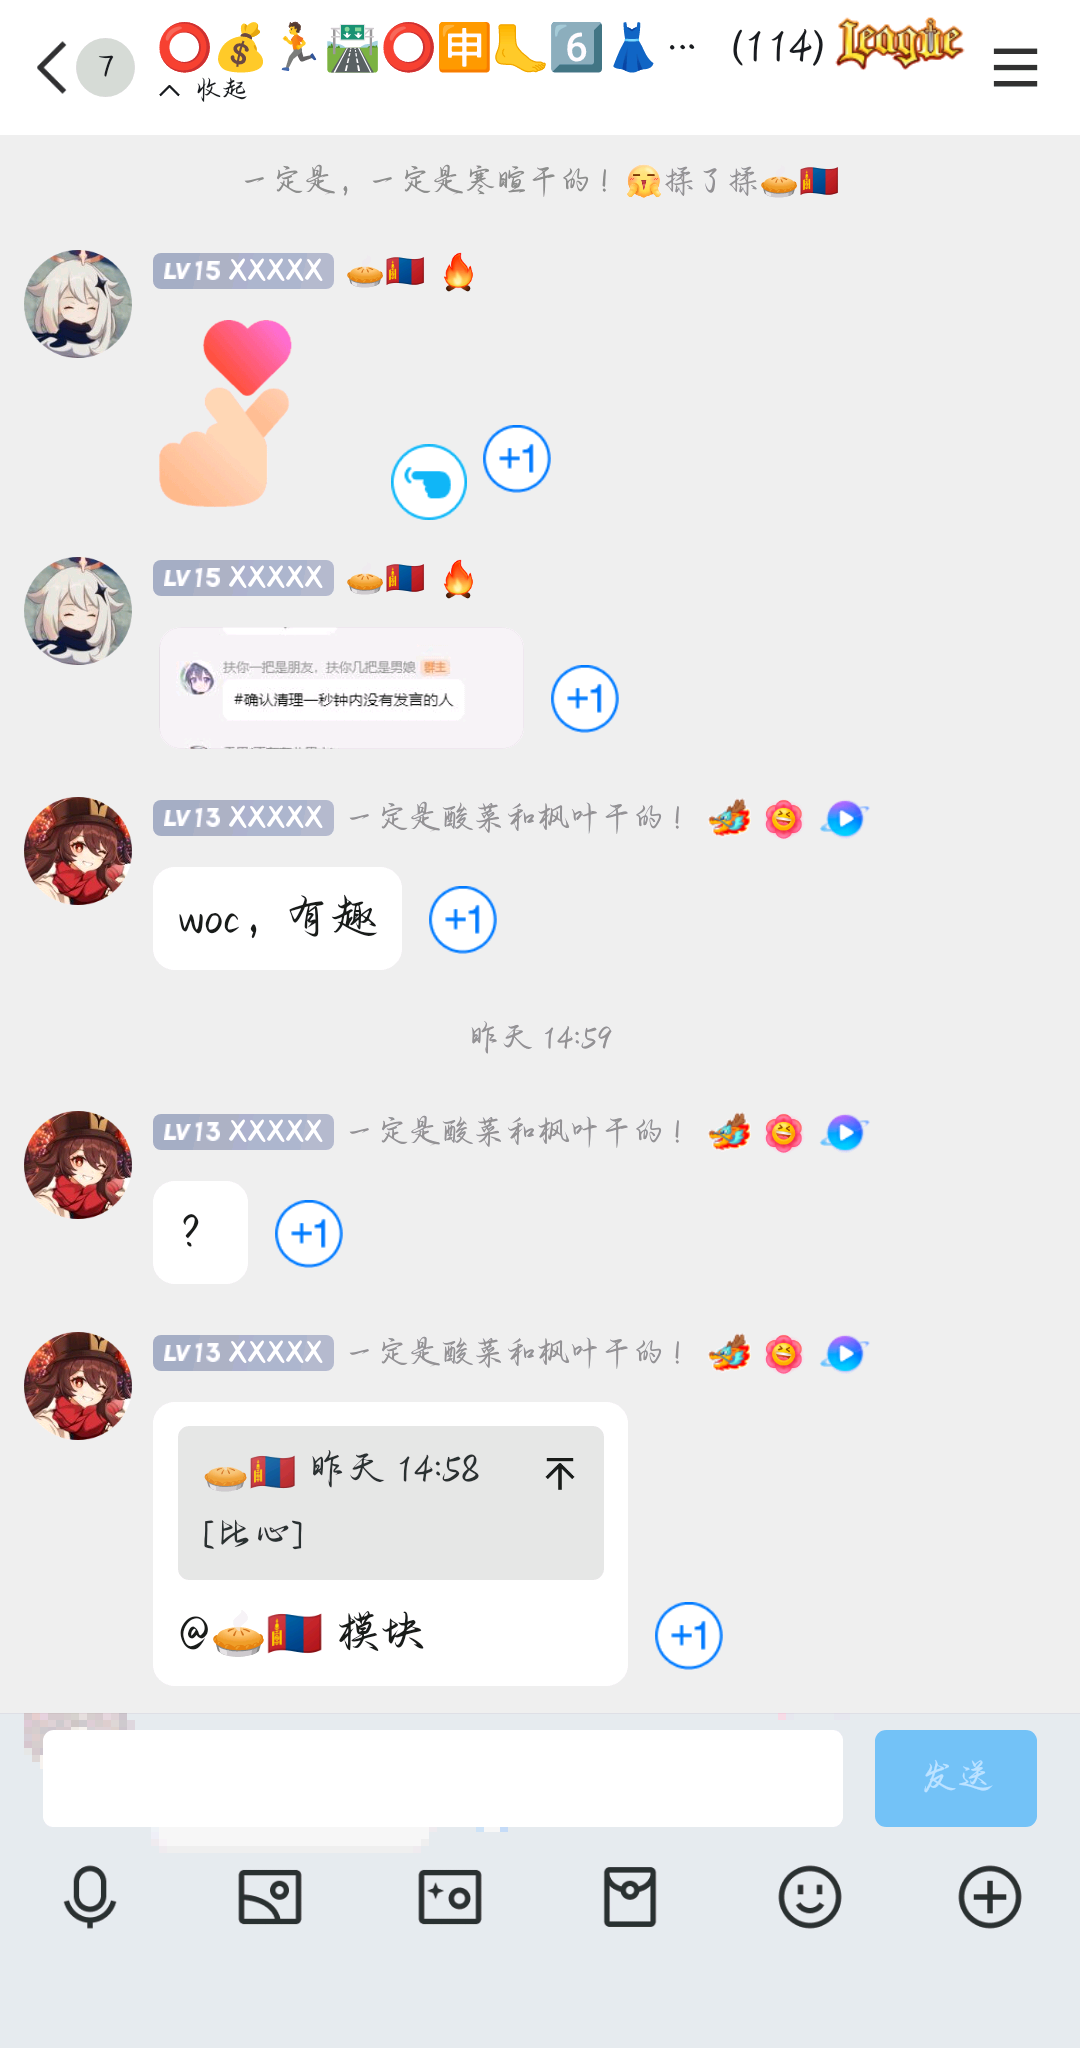 7
⭕💰🏃🛣️⭕🈸🦶6️⃣👗… (114) League
收起
一定是，一定是寒暄干的！🫣揉了揉🥧🇲🇳
LV15 XXXXX 🥧🇲🇳 🔥
+1
LV15 XXXXX 🥧🇲🇳 🔥
扶你一把是朋友，扶你几把是男娘 群主
#确认清理一秒钟内没有发言的人
+1
LV13 XXXXX 一定是酸菜和枫叶干的！
woc，有趣
+1
昨天 14:59
LV13 XXXXX 一定是酸菜和枫叶干的！
？
+1
LV13 XXXXX 一定是酸菜和枫叶干的！
🥧🇲🇳 昨天 14:58
[比心]
@🥧🇲🇳 模块
+1
发送